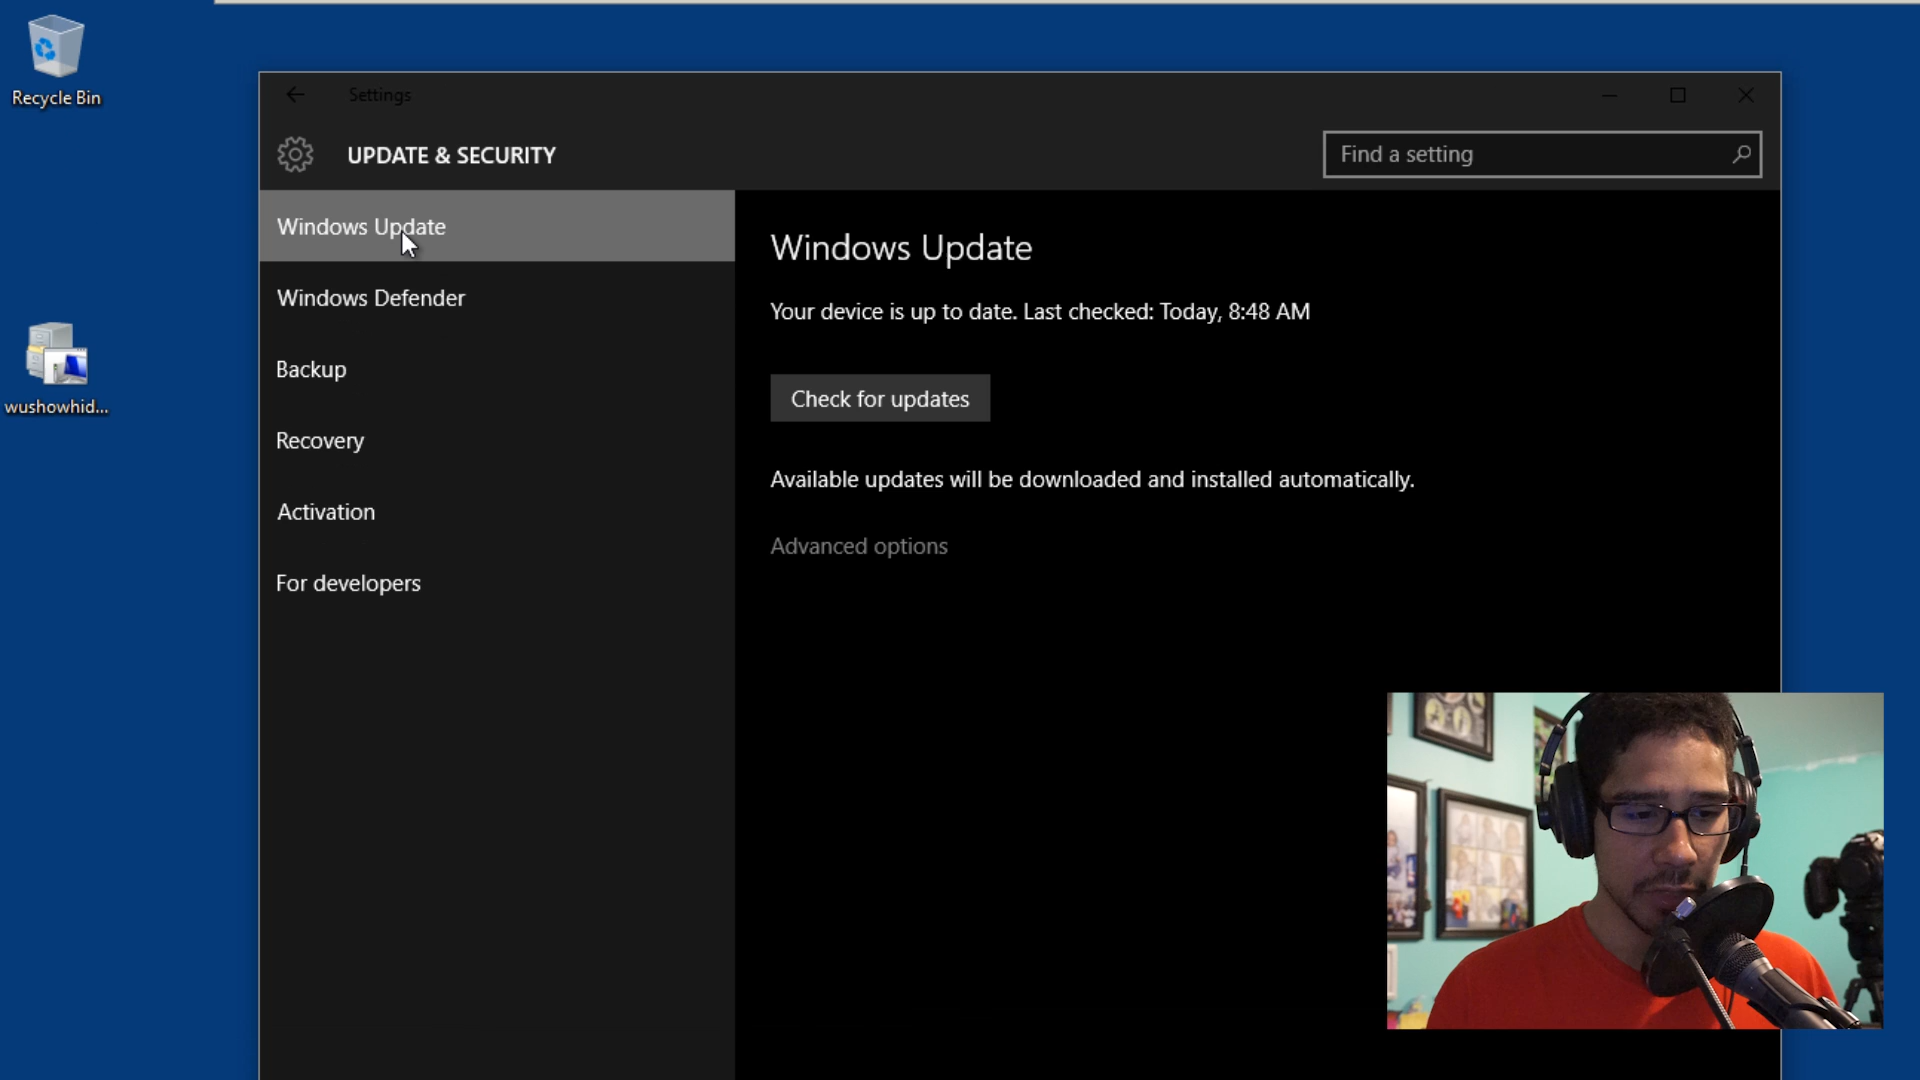 Recycle Bin
wushowhid...
Settings
UPDATE & SECURITY
Find a setting
Windows Update
Windows Defender
Backup
Recovery
Activation
For developers
Windows Update
Your device is up to date. Last checked: Today, 8:48 AM
Check for updates
Available updates will be downloaded and installed automatically.
Advanced options